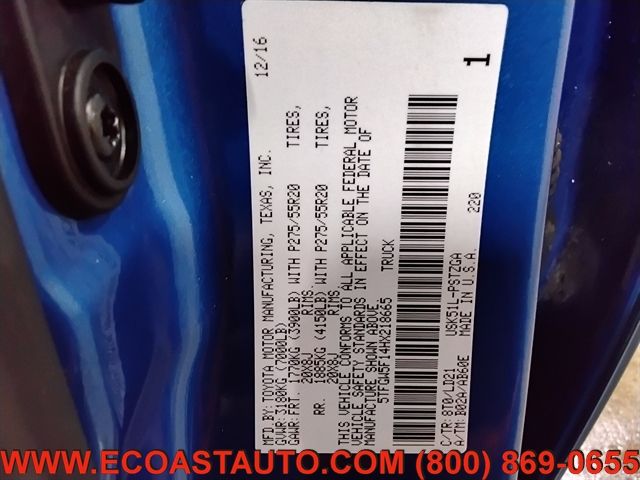 MFD.BY:TOYOTA MOTOR MANUFACTURING, TEXAS, INC. 12/16
GVWR: 3180KG (7000LB)
GAWR:FRT. 1770KG (3900LB) WITH P275/55R20 TIRES,
20X8J RIMS
RR. 1885KG (4150LB) WITH P275/55R20 TIRES,
20X8J RIMS
THIS VEHICLE CONFORMS TO ALL APPLICABLE FEDERAL MOTOR
VEHICLE SAFETY STANDARDS IN EFFECT ON THE DATE OF
MANUFACTURE SHOWN ABOVE.
5TFGW5F14HX218665 TRUCK
1
220
C/TR: 8T0/LD21 USK51L-PSTZGA
A/TM: B02A/AB60E MADE IN U.S.A.
WWW.ECOASTAUTO.COM (800) 869-0655